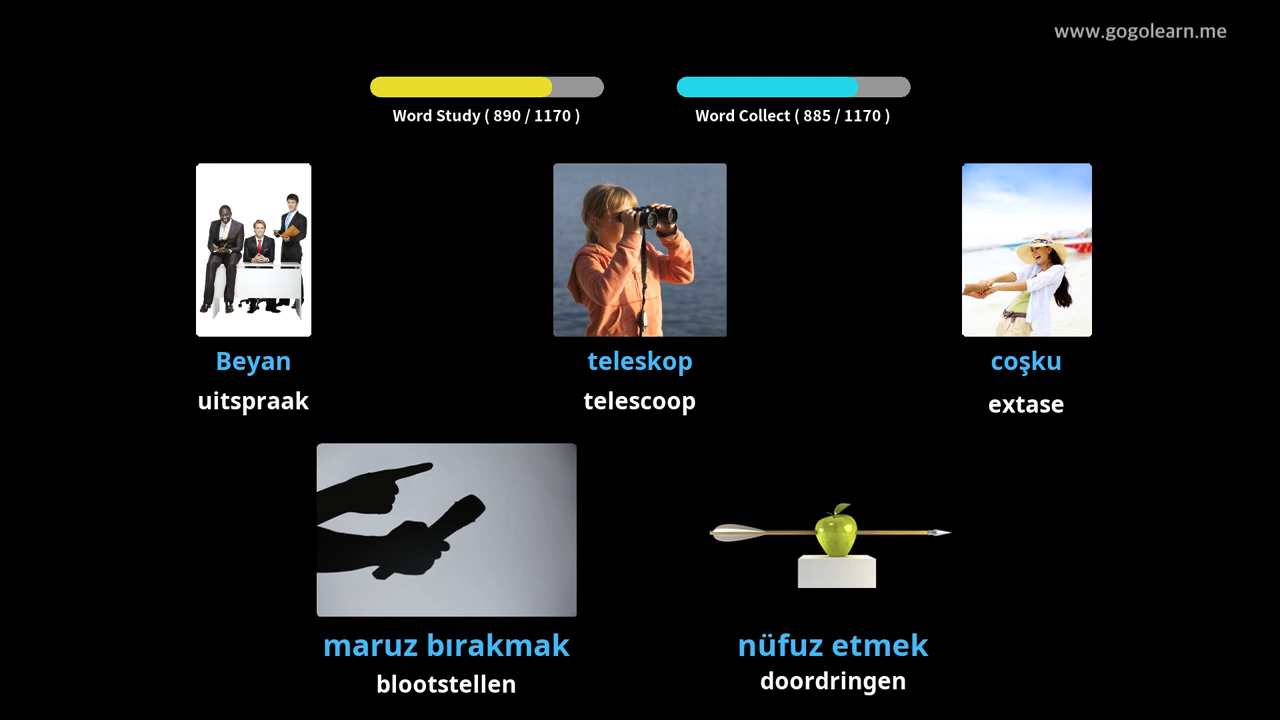 www.gogolearn.me
Word Study ( 890 / 1170 )
Word Collect ( 885 / 1170 )
Beyan
uitspraak
teleskop
telescoop
coşku
extase
maruz bırakmak
blootstellen
nüfuz etmek
doordringen